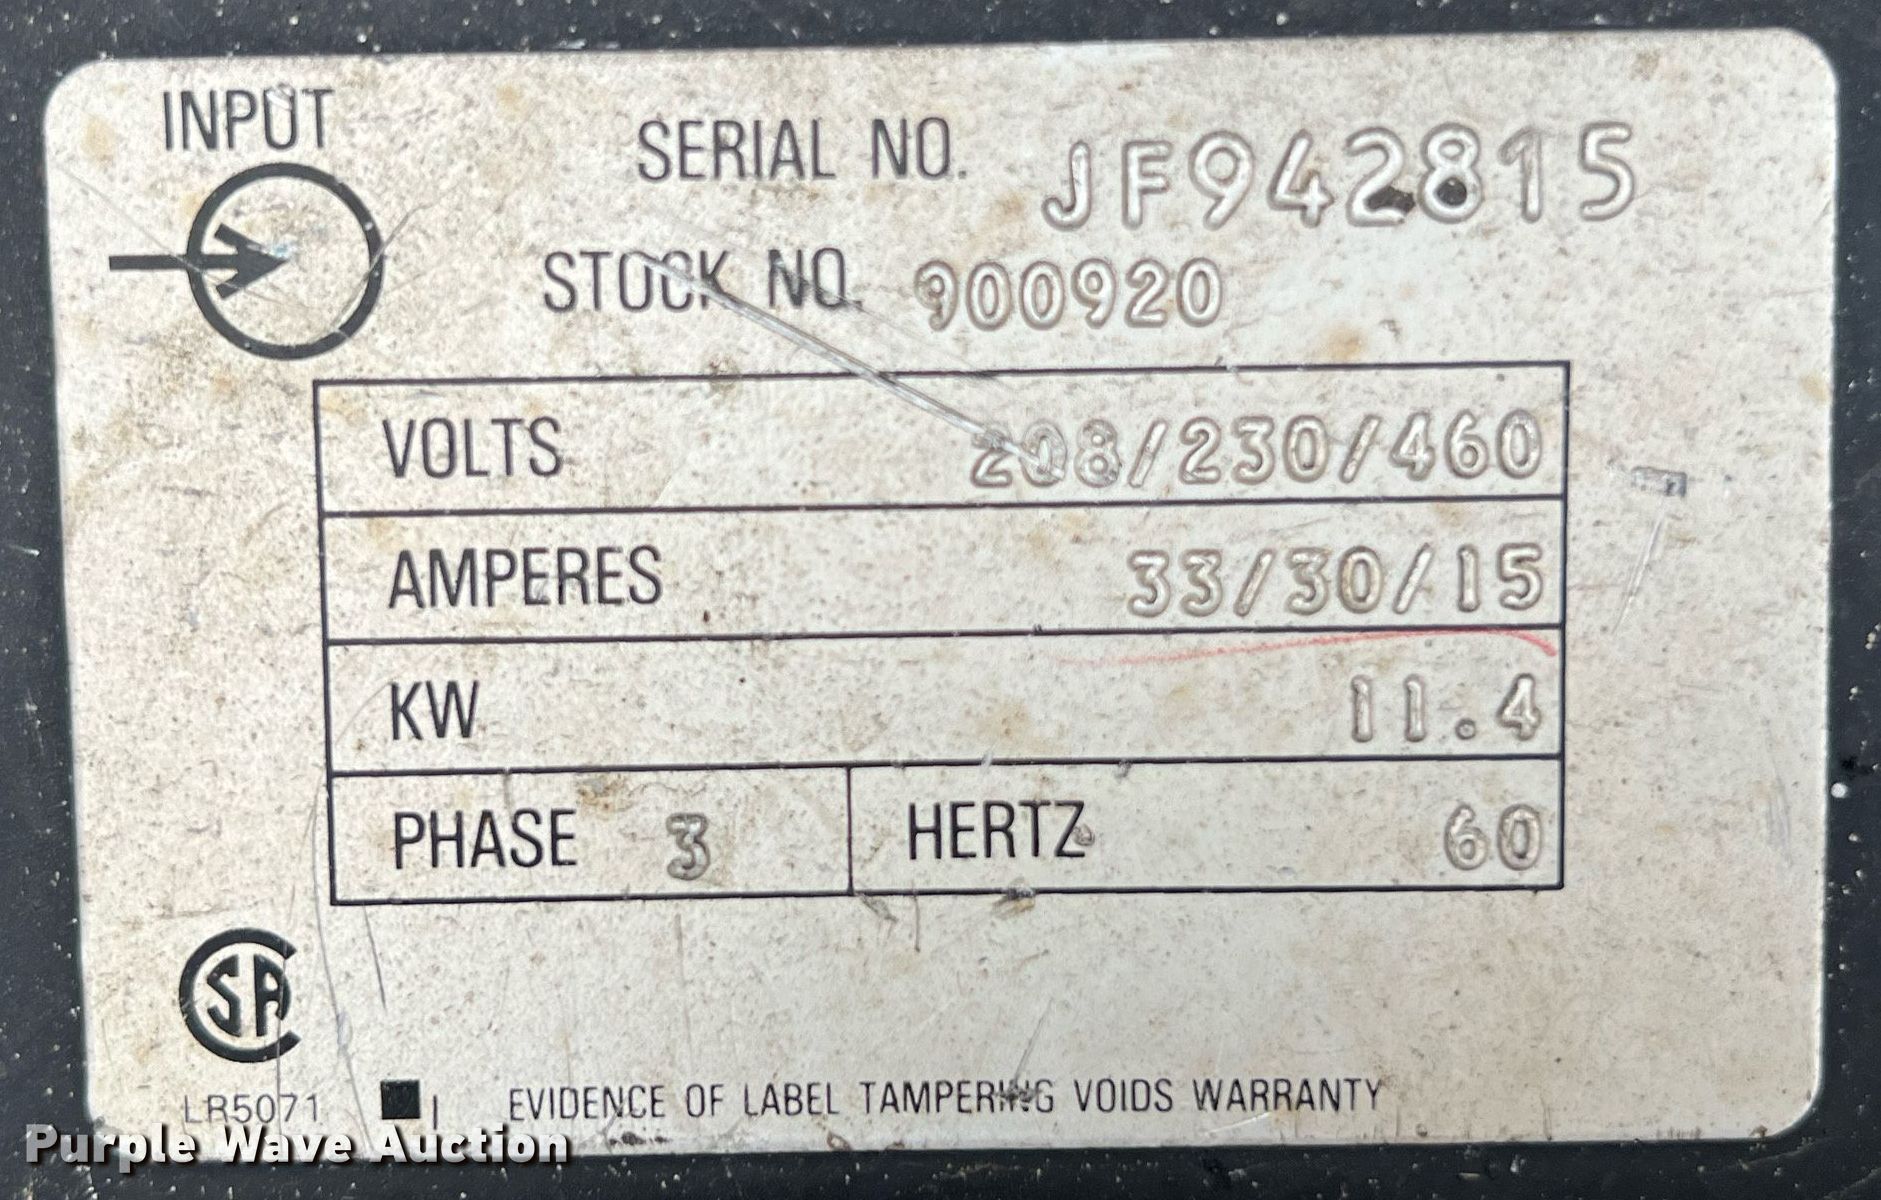 INPUT
SERIAL NO. JF942815
STOCK NO. 900920
VOLTS 208/230/460
AMPERES 33/30/15
KW 11.4
PHASE 3 HERTZ 60
CSA
LR5071 EVIDENCE OF LABEL TAMPERING VOIDS WARRANTY
Purple Wave Auction